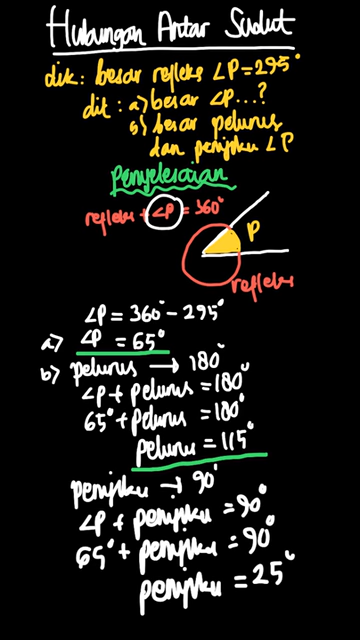 Hubungan Antar Sudut
dik: besar refleks ∠P = 295°
dit: a) besar ∠P...?
b) besar pelurus
dan penyiku ∠P
Penyelesaian
refleks + ∠P = 360°
P
refleks
∠P = 360° - 295°
a) ∠P = 65°
b) pelurus → 180°
∠P + pelurus = 180°
65° + pelurus = 180°
pelurus = 115°
penyiku → 90°
∠P + penyiku = 90°
65° + penyiku = 90°
penyiku = 25°